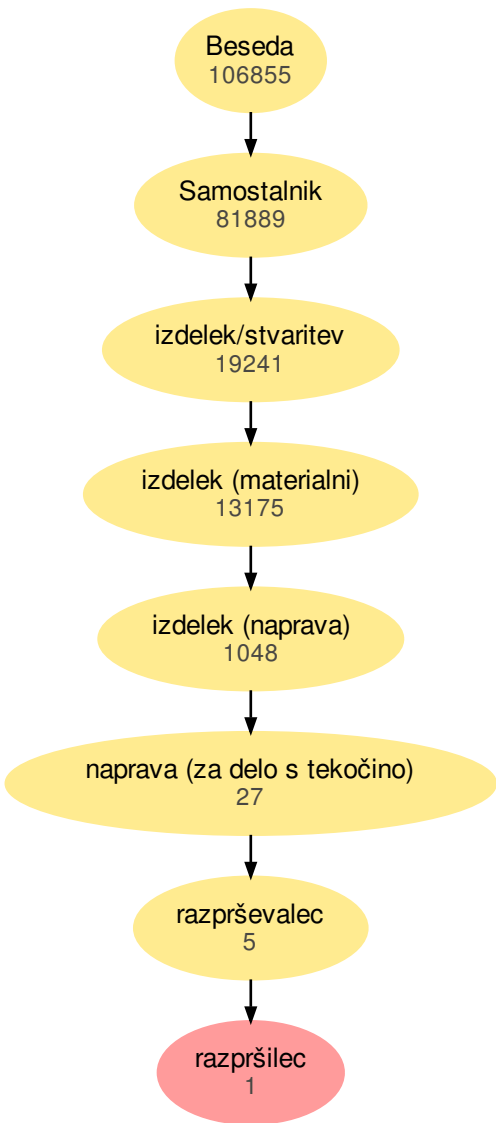 Beseda
106855
Samostalnik
81889
izdelek/stvaritev
19241
izdelek (materialni)
13175
izdelek (naprava)
1048
naprava (za delo s tekočino)
27
razprševalec
5
razpršilec
1